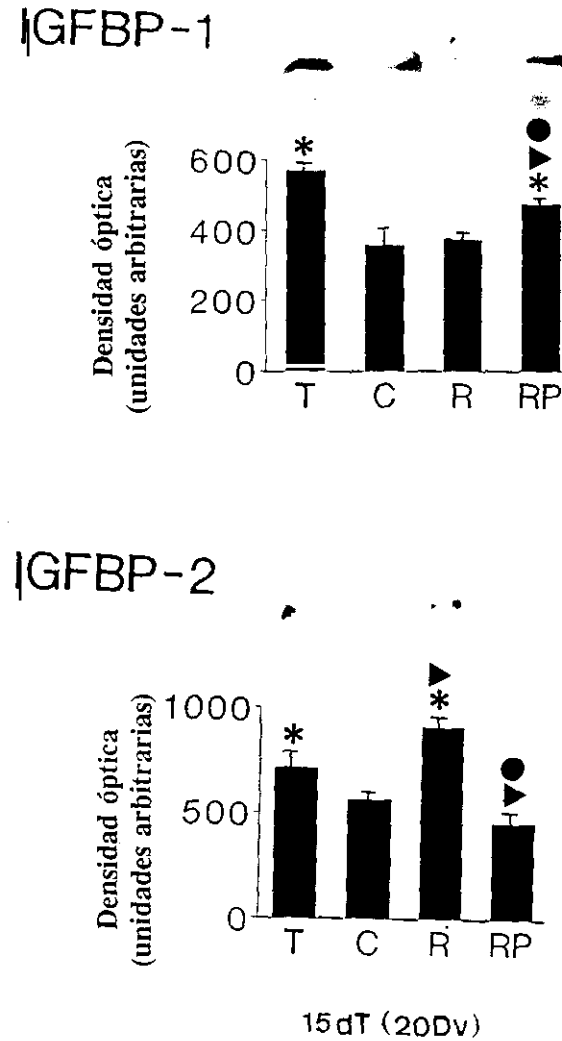 IGFBP-1
Densidad óptica
(unidades arbitrarias)
600
400
200
0
*
*
T C R RP
IGFBP-2
Densidad óptica
(unidades arbitrarias)
1000
500
0
*
*
T C R RP
15dT (20Dv)